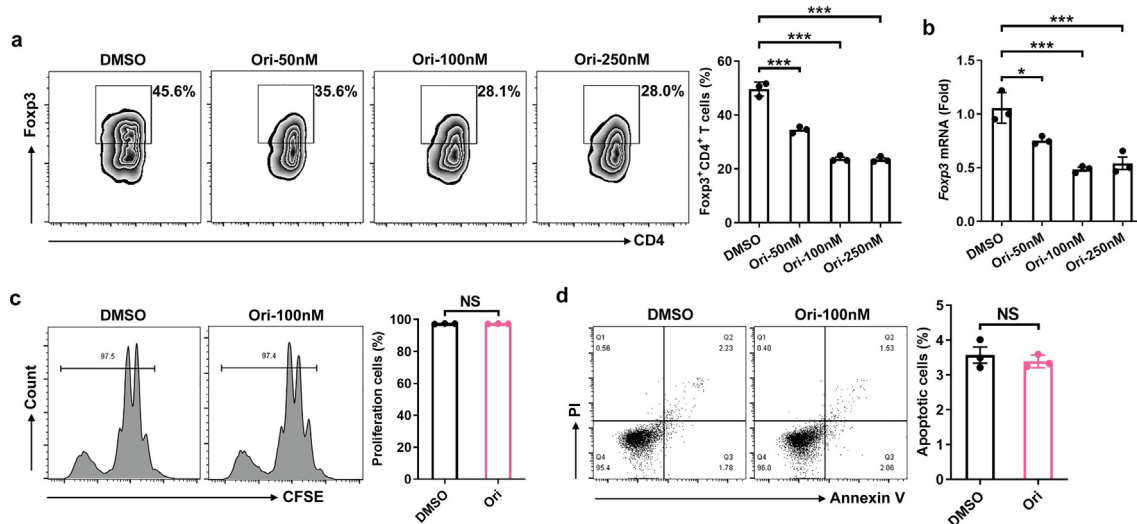 a
DMSO
Ori-50nM
Ori-100nM
Ori-250nM
45.6%
35.6%
28.1%
28.0%
Foxp3
CD4
***
***
***
Foxp3+CD4+ T cells (%)
60
40
20
0
DMSO
Ori-50nM
Ori-100nM
Ori-250nM
b
***
***
*
Foxp3 mRNA (Fold)
1.5
1.0
0.5
0.0
DMSO
Ori-50nM
Ori-100nM
Ori-250nM
c
DMSO
Ori-100nM
97.5
97.4
Count
CFSE
NS
Proliferation cells (%)
100
80
60
40
20
0
DMSO
Ori
d
DMSO
Ori-100nM
Q1
0.56
Q2
2.23
Q4
95.4
Q3
1.78
Q1
0.40
Q2
1.53
Q4
96.0
Q3
2.06
PI
Annexin V
NS
Apoptotic cells (%)
5
4
3
2
1
0
DMSO
Ori